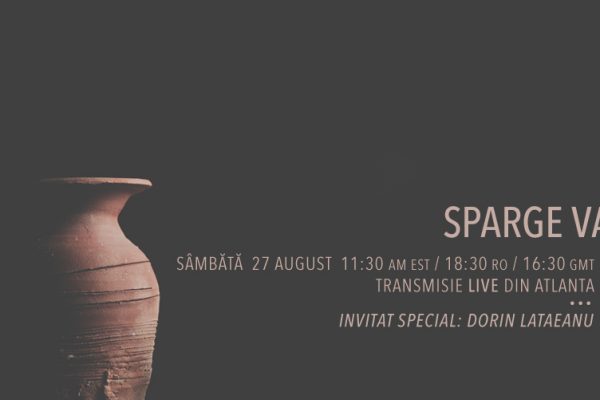 SPARGE VA
SÂMBĂTĂ 27 AUGUST 11:30 AM EST / 18:30 RO / 16:30 GMT
TRANSMISIE LIVE DIN ATLANTA
...
INVITAT SPECIAL: DORIN LATAEANU